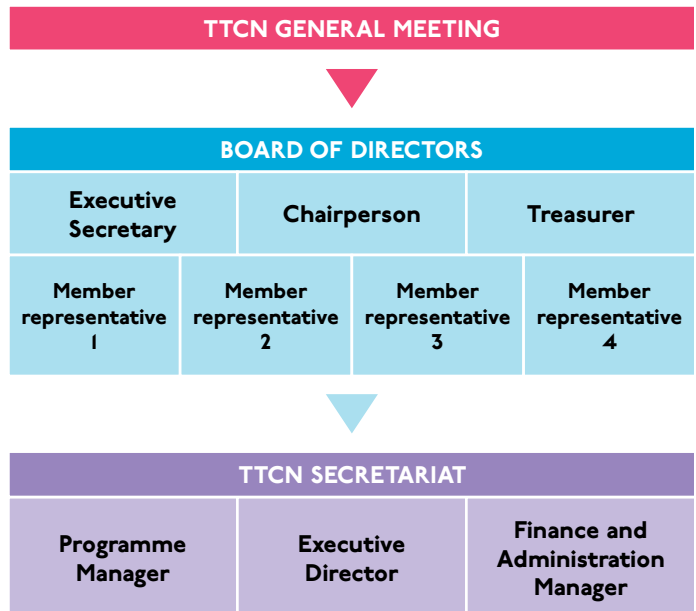 TTCN GENERAL MEETING
BOARD OF DIRECTORS
Executive
Secretary
Chairperson
Treasurer
Member
representative
1
Member
representative
2
Member
representative
3
Member
representative
4
TTCN SECRETARIAT
Programme
Manager
Executive
Director
Finance and
Administration
Manager